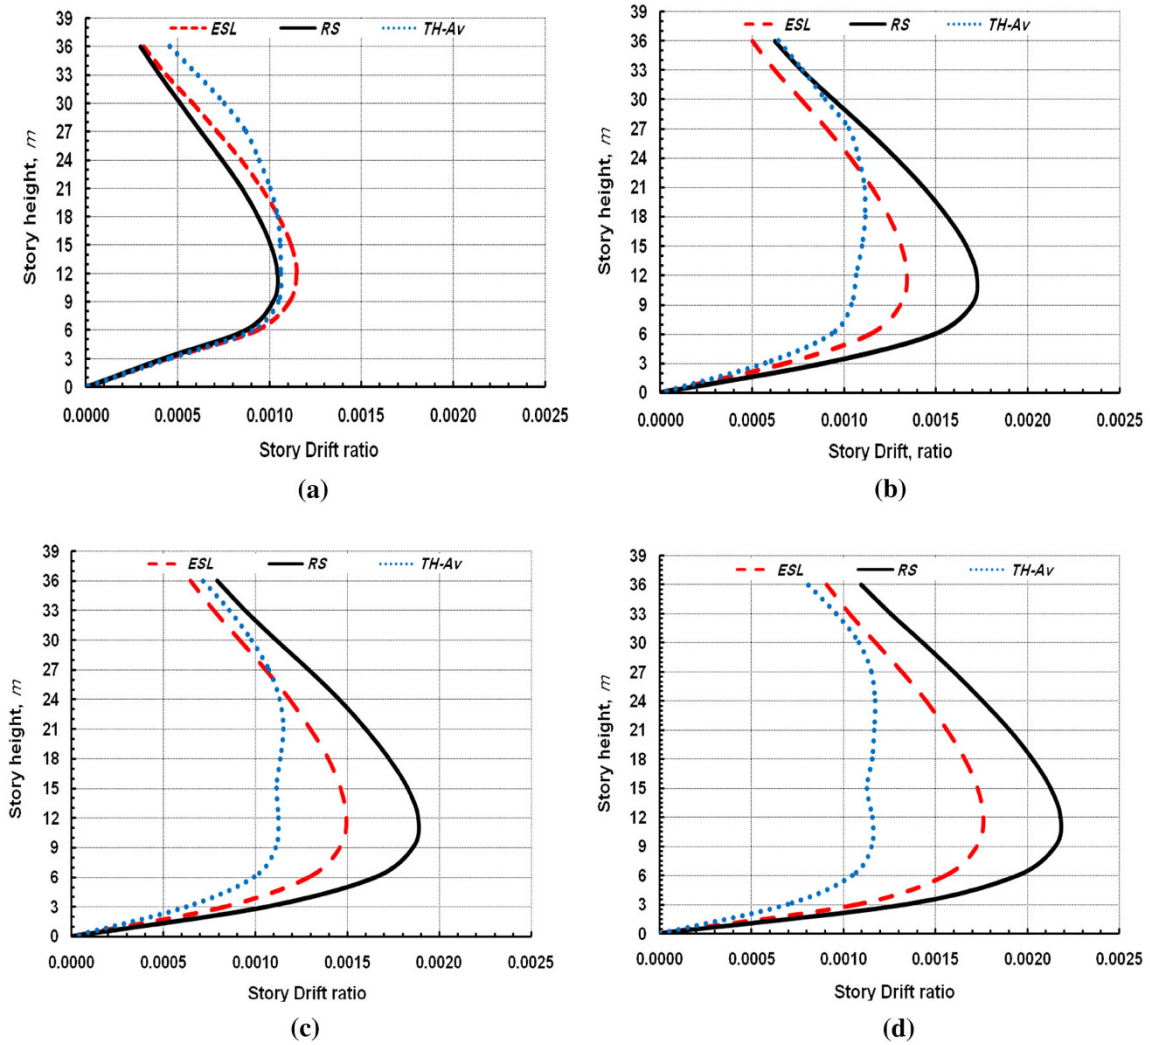 39
36
33
30
27
24
21
18
15
12
9
6
3
0
Story height, m
ESL RS TH-Av
0.0000 0.0005 0.0010 0.0015 0.0020 0.0025
Story Drift ratio
(a)
39
36
33
30
27
24
21
18
15
12
9
6
3
0
Story height, m
ESL RS TH-Av
0.0000 0.0005 0.0010 0.0015 0.0020 0.0025
Story Drift, ratio
(b)
39
36
33
30
27
24
21
18
15
12
9
6
3
0
Story height, m
ESL RS TH-Av
0.0000 0.0005 0.0010 0.0015 0.0020 0.0025
Story Drift ratio
(c)
39
36
33
30
27
24
21
18
15
12
9
6
3
0
Story height, m
ESL RS TH-Av
0.0000 0.0005 0.0010 0.0015 0.0020 0.0025
Story Drift ratio
(d)